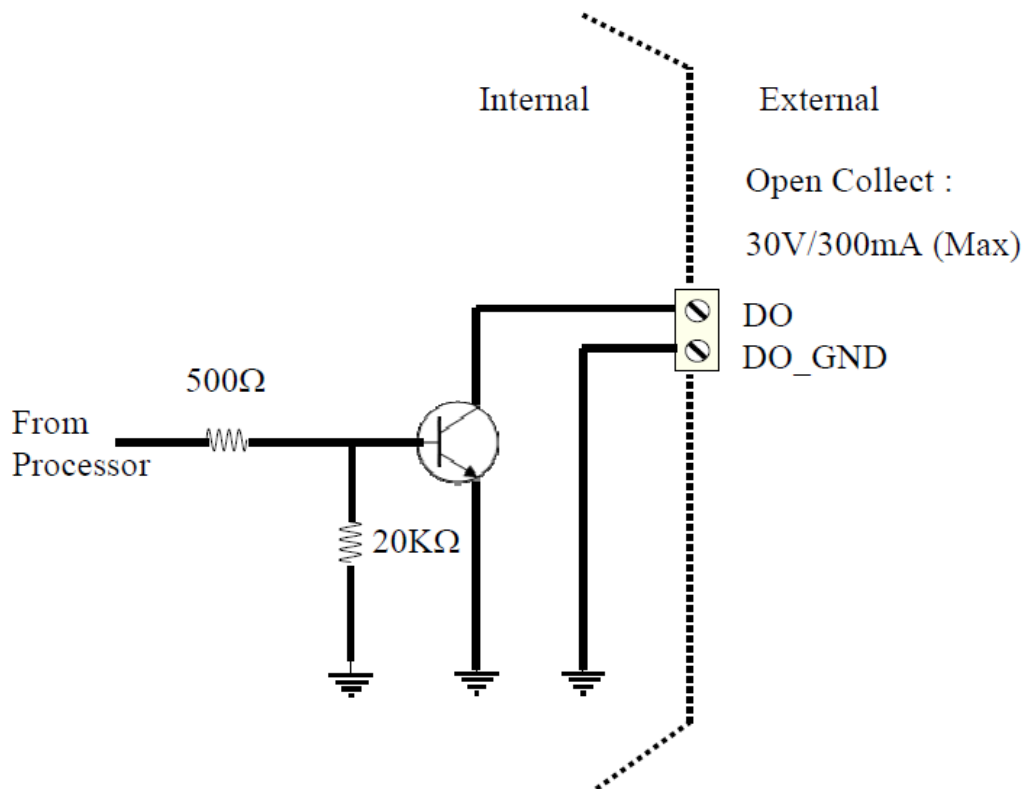 Internal
External
Open Collect :
30V/300mA (Max)
DO
DO_GND
500Ω
From
Processor
20KΩ